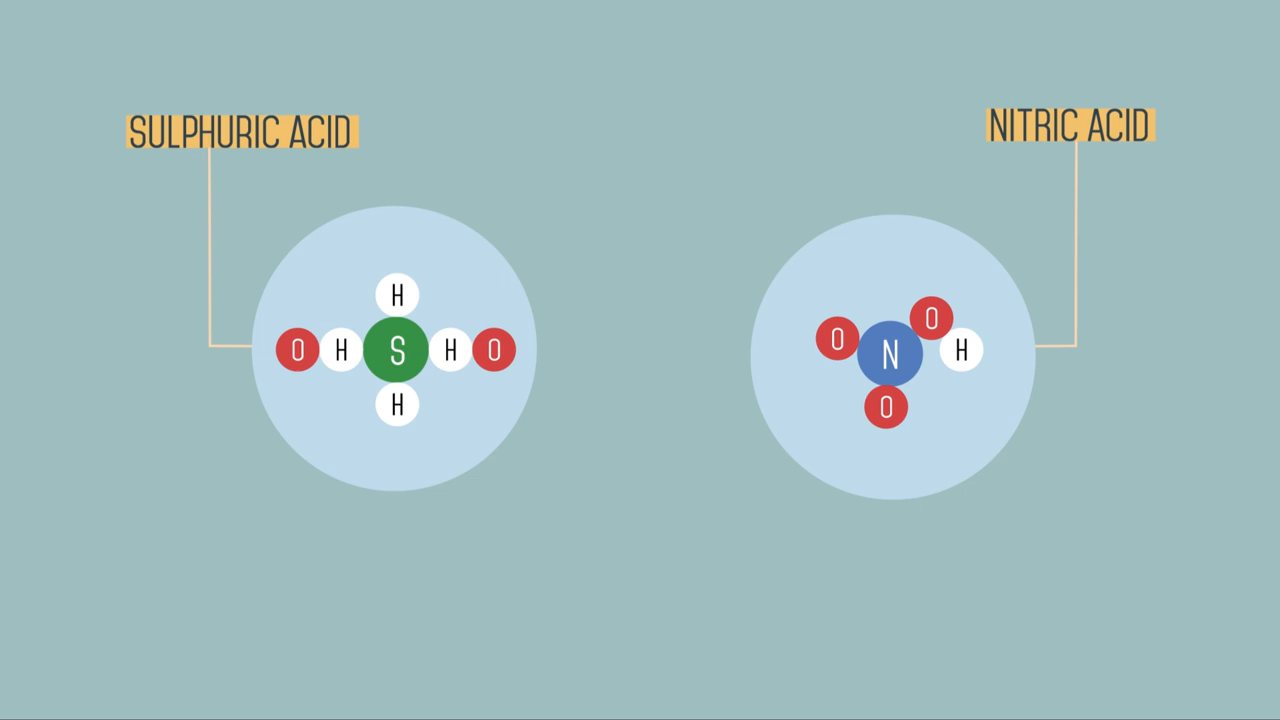 SULPHURIC ACID
NITRIC ACID
H
O H S H O
H
O N O H
O